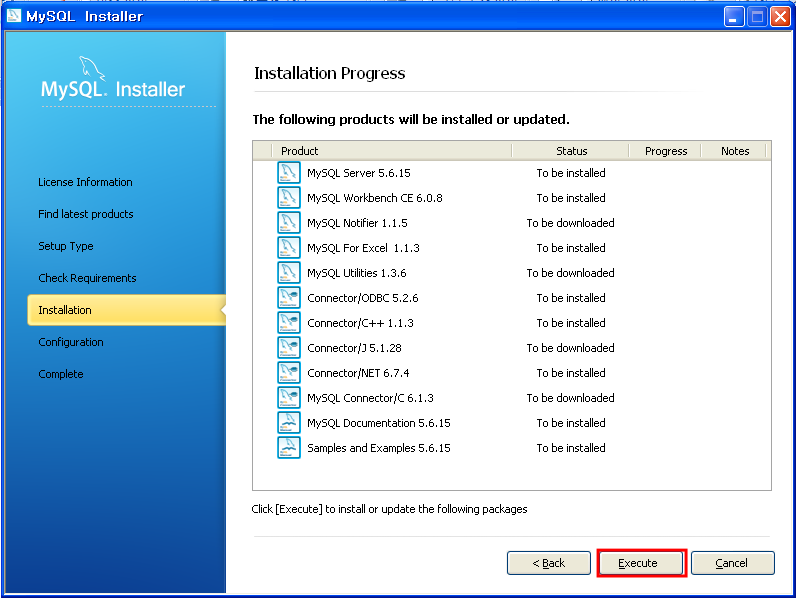 MySQL Installer
MySQL. Installer
License Information
Find latest products
Setup Type
Check Requirements
Installation
Configuration
Complete
Installation Progress
The following products will be installed or updated.
Product Status Progress Notes
MySQL Server 5.6.15 To be installed
MySQL Workbench CE 6.0.8 To be installed
MySQL Notifier 1.1.5 To be downloaded
MySQL For Excel 1.1.3 To be installed
MySQL Utilities 1.3.6 To be downloaded
Connector/ODBC 5.2.6 To be installed
Connector/C++ 1.1.3 To be installed
Connector/J 5.1.28 To be downloaded
Connector/NET 6.7.4 To be installed
MySQL Connector/C 6.1.3 To be downloaded
MySQL Documentation 5.6.15 To be installed
Samples and Examples 5.6.15 To be installed
Click [Execute] to install or update the following packages
< Back Execute Cancel